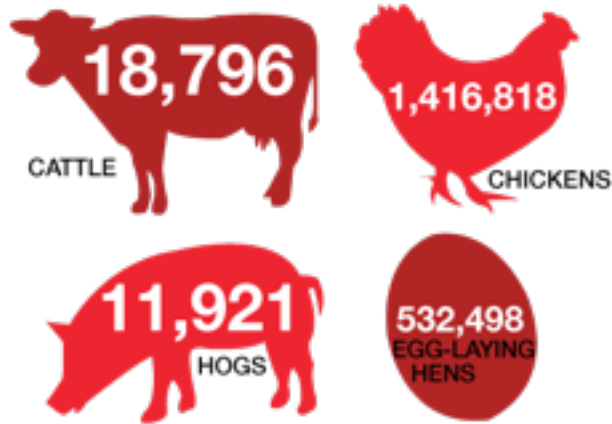 18,796
CATTLE
1,416,818
CHICKENS
11,921
HOGS
532,498
EGG-LAYING
HENS